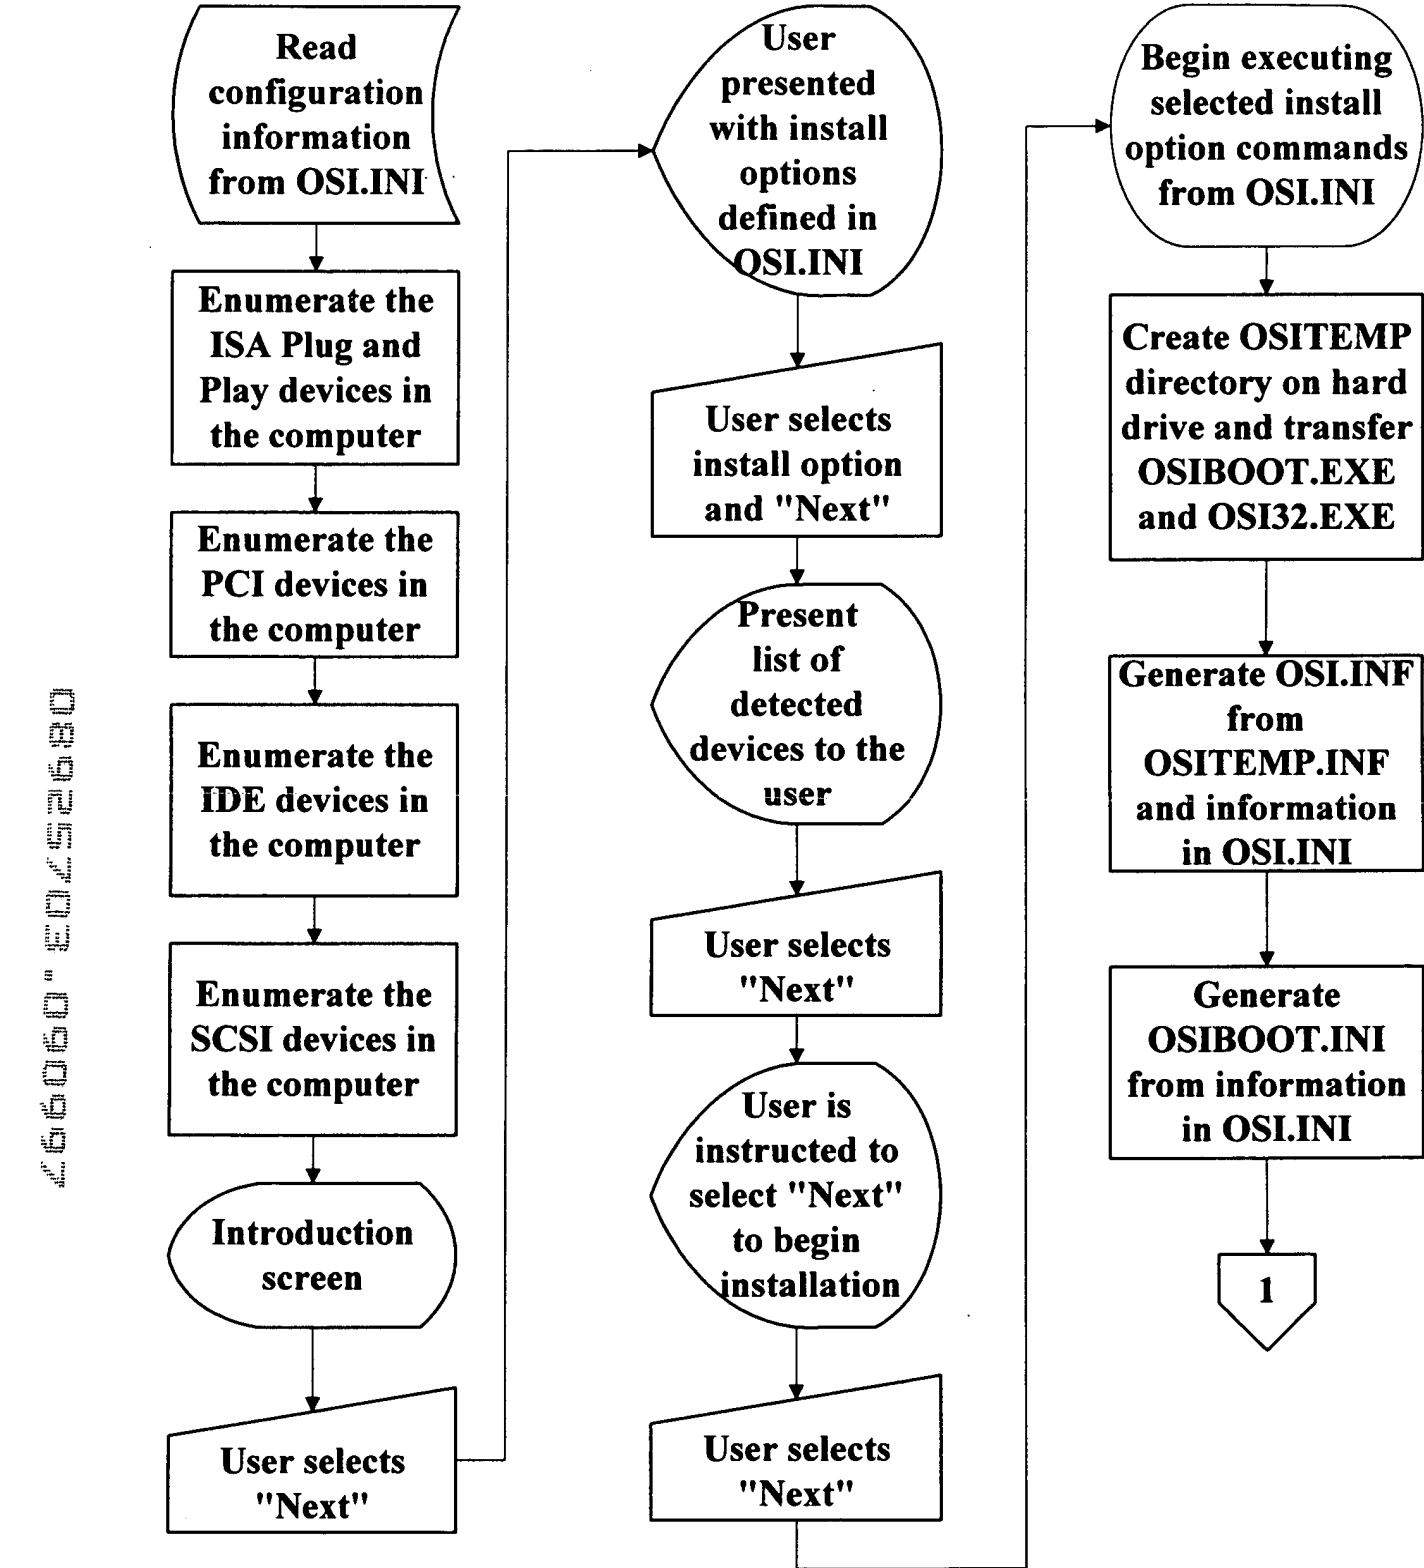 Read
configuration
information
from OSI.INI
Enumerate the
ISA Plug and
Play devices in
the computer
Enumerate the
PCI devices in
the computer
Enumerate the
IDE devices in
the computer
Enumerate the
SCSI devices in
the computer
Introduction
screen
User selects
"Next"
User
presented
with install
options
defined in
OSI.INI
User selects
install option
and "Next"
Present
list of
detected
devices to the
user
User selects
"Next"
User is
instructed to
select "Next"
to begin
installation
User selects
"Next"
Begin executing
selected install
option commands
from OSI.INI
Create OSITEMP
directory on hard
drive and transfer
OSIBOOT.EXE
and OSI32.EXE
Generate OSI.INF
from
OSITEMP.INF
and information
in OSI.INI
Generate
OSIBOOT.INI
from information
in OSI.INI
1
08925703.090997